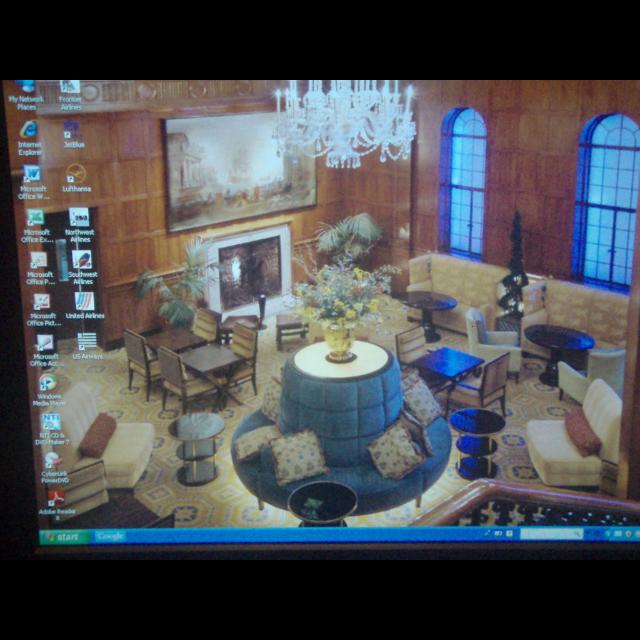 My Network
Places
Frontier
Airlines
Internet
Explorer
JetBlue
Microsoft
Office W...
Lufthansa
Microsoft
Office Ex...
Northwest
Airlines
Microsoft
Office P...
Southwest
Airlines
Microsoft
Office Pict...
United Airlines
Microsoft
Office Acc...
US Airways
Windows
Media Player
NTI
NTI CD &
DVD-Maker 7
CyberLink
PowerDVD
Adobe Reader
8
start
Google